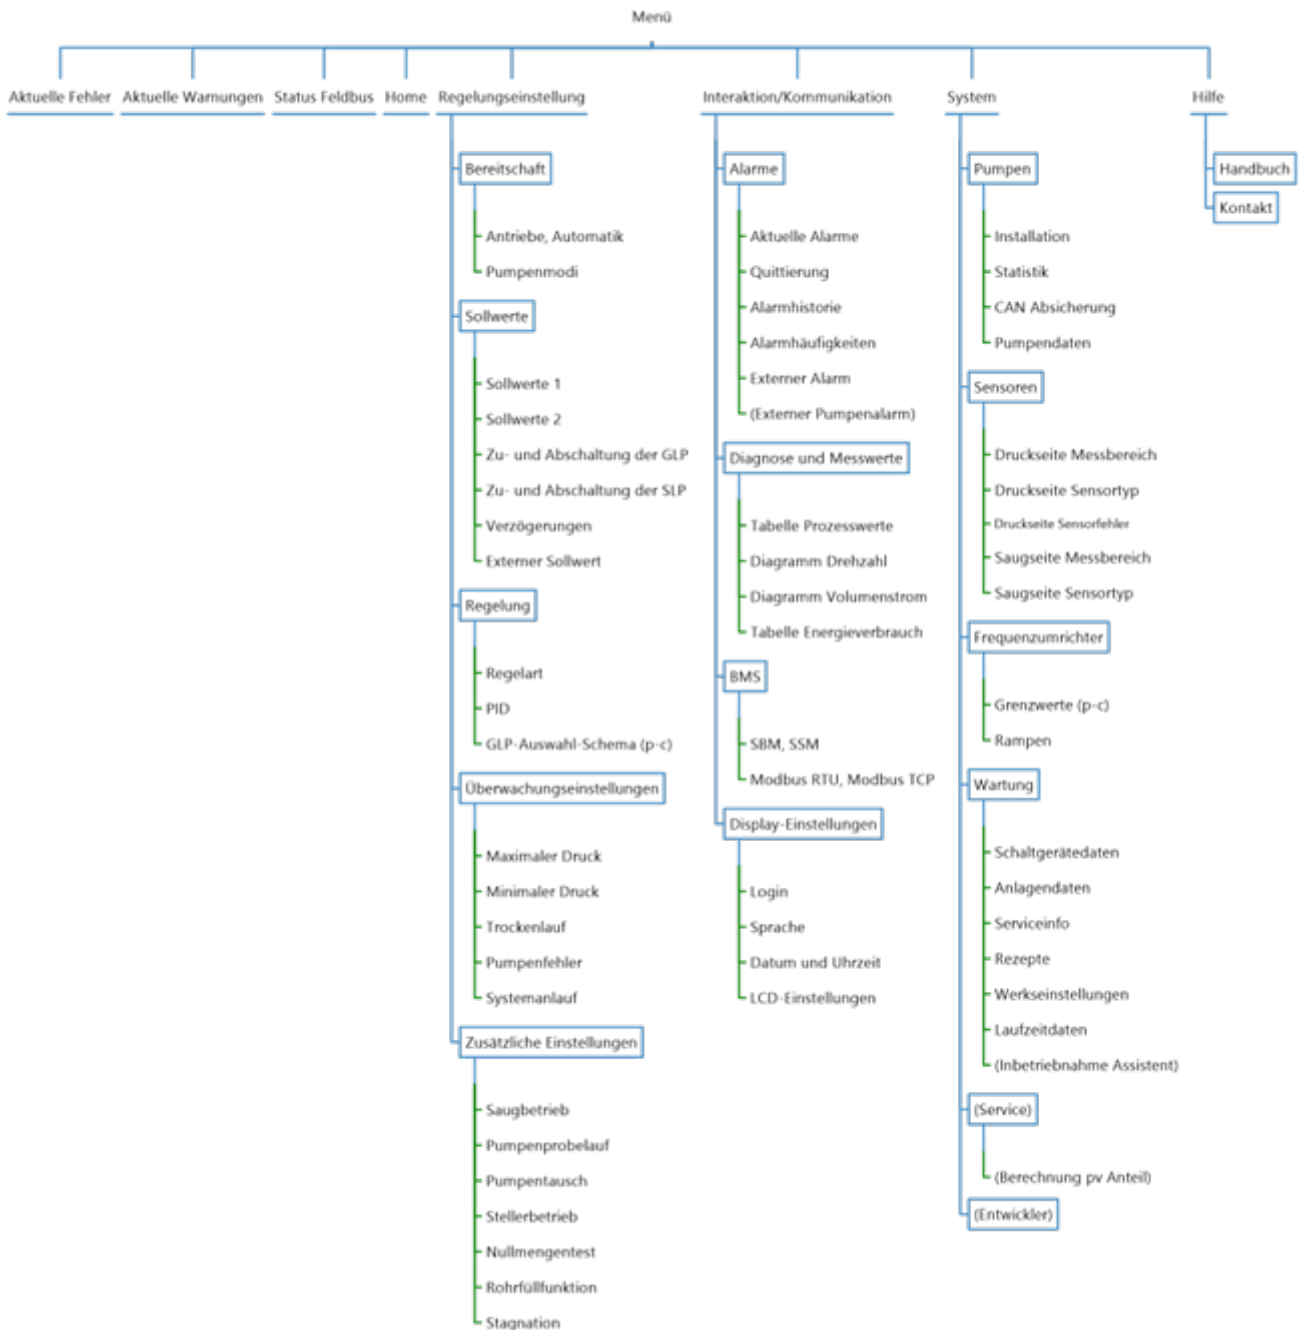 Menü
Aktuelle Fehler
Aktuelle Warnungen
Status Feldbus
Home
Regelungseinstellung
Interaktion/Kommunikation
System
Hilfe
Bereitschaft
Antriebe, Automatik
Pumpenmodi
Sollwerte
Sollwerte 1
Sollwerte 2
Zu- und Abschaltung der GLP
Zu- und Abschaltung der SLP
Verzögerungen
Externer Sollwert
Regelung
Regelart
PID
GLP-Auswahl-Schema (p-c)
Überwachungseinstellungen
Maximaler Druck
Minimaler Druck
Trockenlauf
Pumpenfehler
Systemanlauf
Zusätzliche Einstellungen
Saugbetrieb
Pumpenprobelauf
Pumpentausch
Stellerbetrieb
Nullmengentest
Rohrfüllfunktion
Stagnation
Alarme
Aktuelle Alarme
Quittierung
Alarmhistorie
Alarmhäufigkeiten
Externer Alarm
(Externer Pumpenalarm)
Diagnose und Messwerte
Tabelle Prozesswerte
Diagramm Drehzahl
Diagramm Volumenstrom
Tabelle Energieverbrauch
BMS
SBM, SSM
Modbus RTU, Modbus TCP
Display-Einstellungen
Login
Sprache
Datum und Uhrzeit
LCD-Einstellungen
Pumpen
Installation
Statistik
CAN Absicherung
Pumpendaten
Sensoren
Druckseite Messbereich
Druckseite Sensortyp
Druckseite Sensorfehler
Saugseite Messbereich
Saugseite Sensortyp
Frequenzumrichter
Grenzwerte (p-c)
Rampen
Wartung
Schaltgerätedaten
Anlagendaten
Serviceinfo
Rezepte
Werkseinstellungen
Laufzeitdaten
(Inbetriebnahme Assistent)
(Service)
(Berechnung pv Anteil)
(Entwickler)
Handbuch
Kontakt